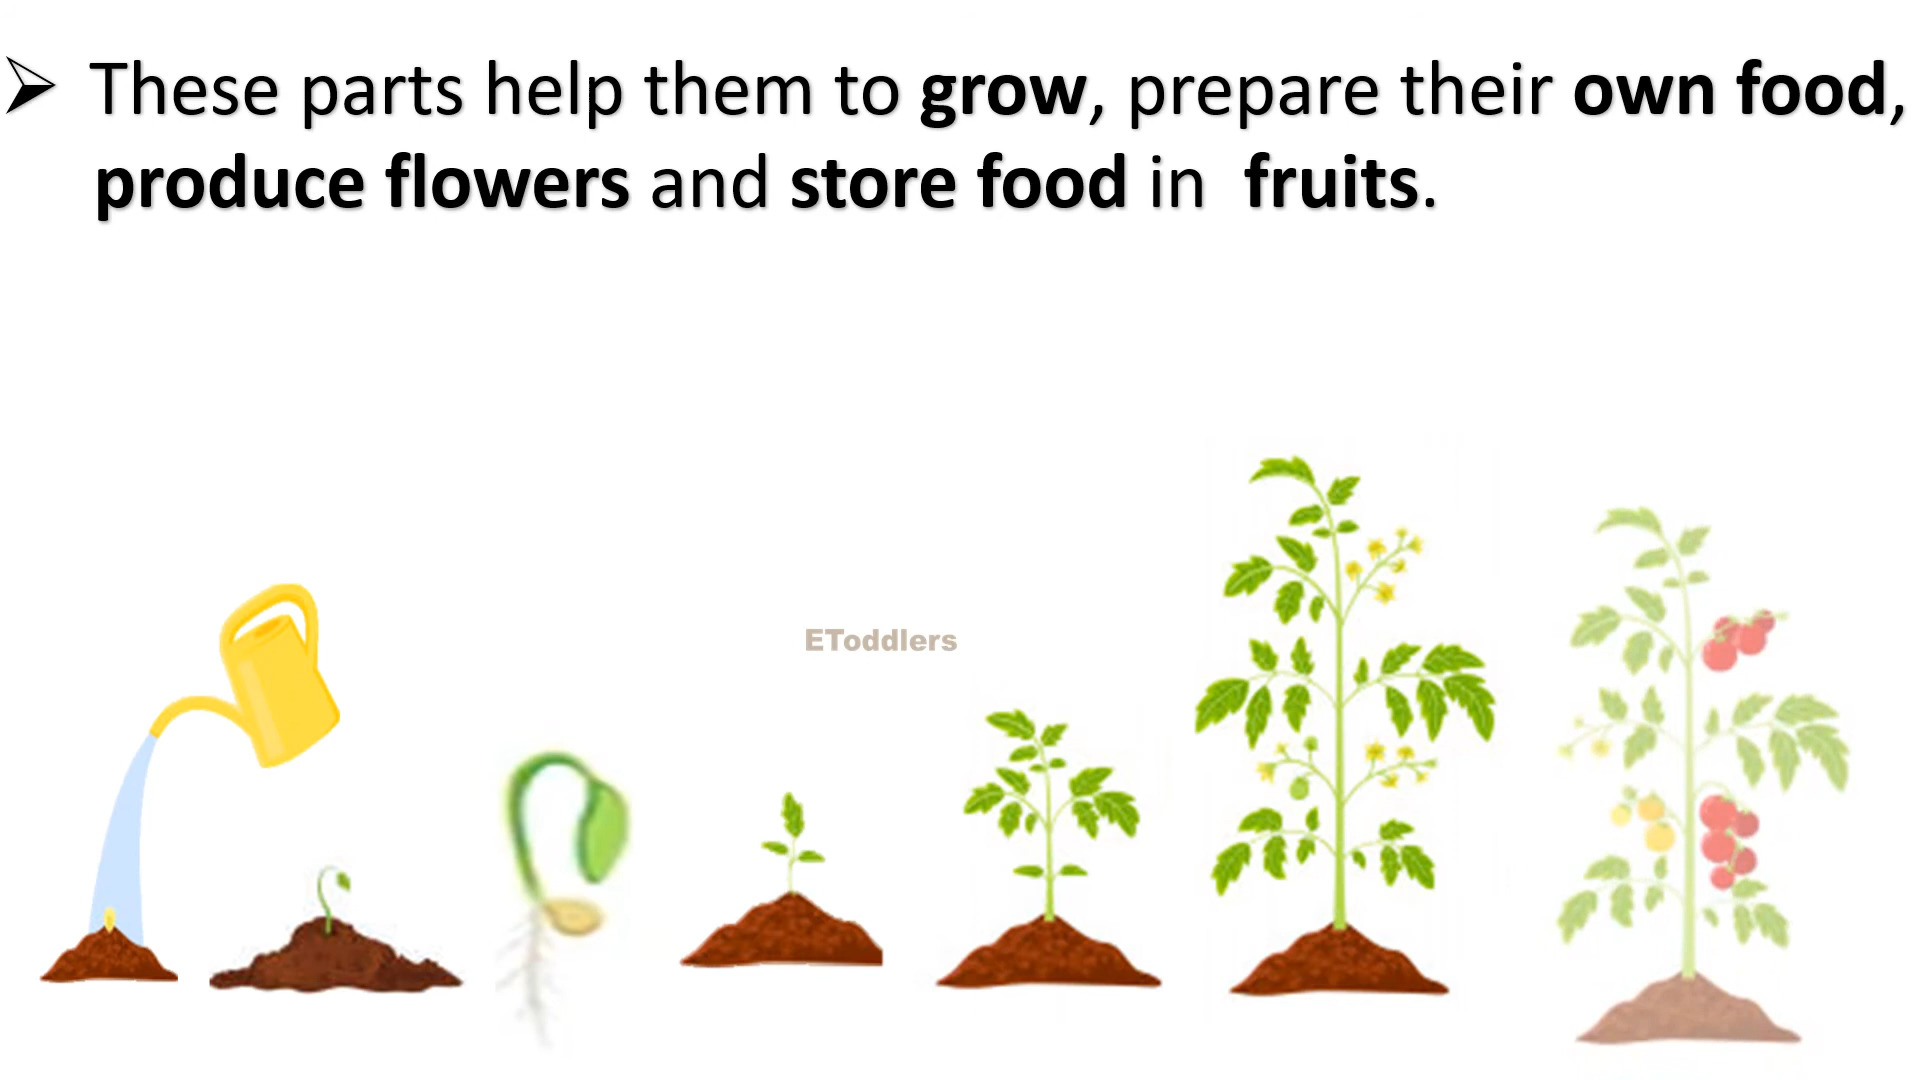 ➢ These parts help them to grow, prepare their own food,
produce flowers and store food in fruits.
EToddlers